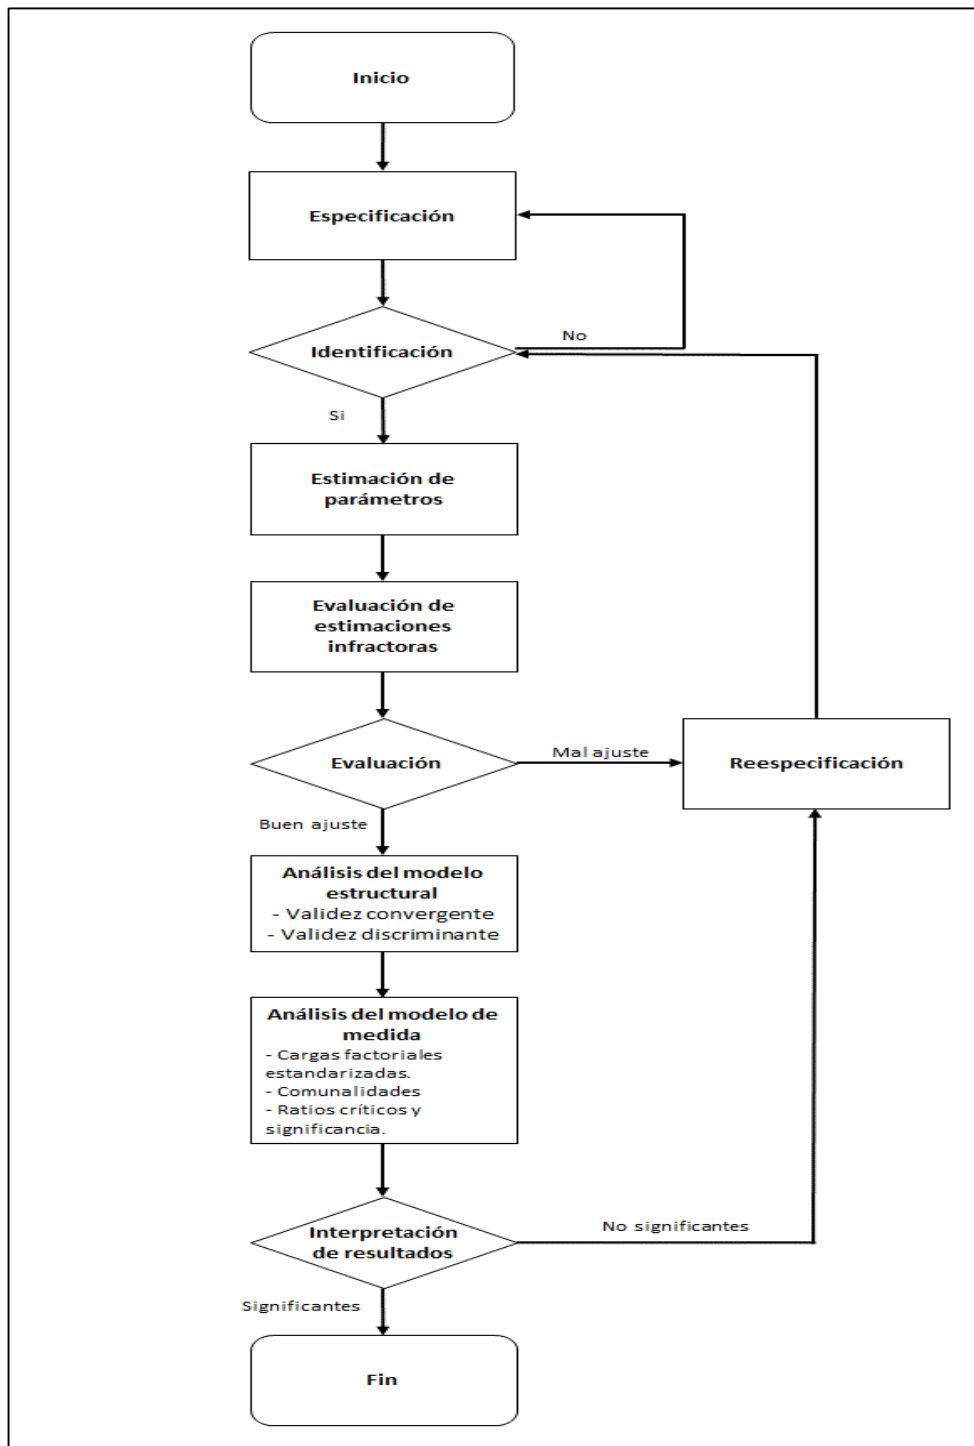 Inicio
Especificación
No
Identificación
Si
Estimación de
parámetros
Evaluación de
estimaciones
infractoras
Evaluación
Mal ajuste
Reespecificación
Buen ajuste
Análisis del modelo
estructural
- Validez convergente
- Validez discriminante
Análisis del modelo de
medida
- Cargas factoriales
estandarizadas.
- Comunalidades
- Ratios críticos y
significancia.
Interpretación
de resultados
No significantes
Significantes
Fin